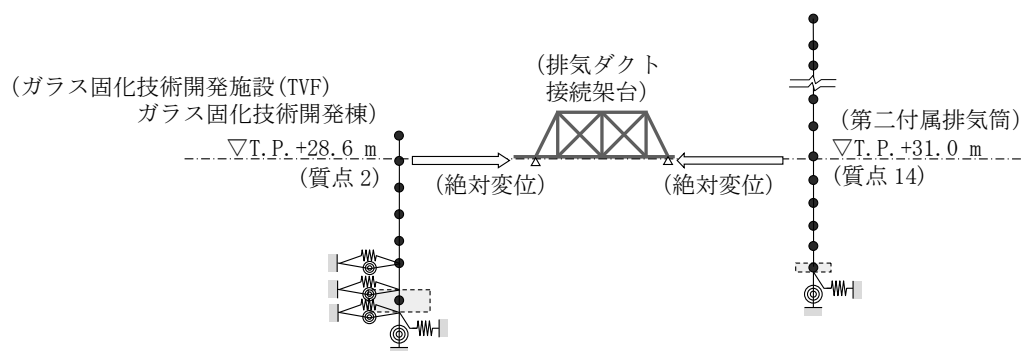 (ガラス固化技術開発施設(TVF)
ガラス固化技術開発棟)
▽T.P.+28.6 m
(質点 2)
(絶対変位)
(排気ダクト
接続架台)
(絶対変位)
(第二付属排気筒)
▽T.P.+31.0 m
(質点 14)